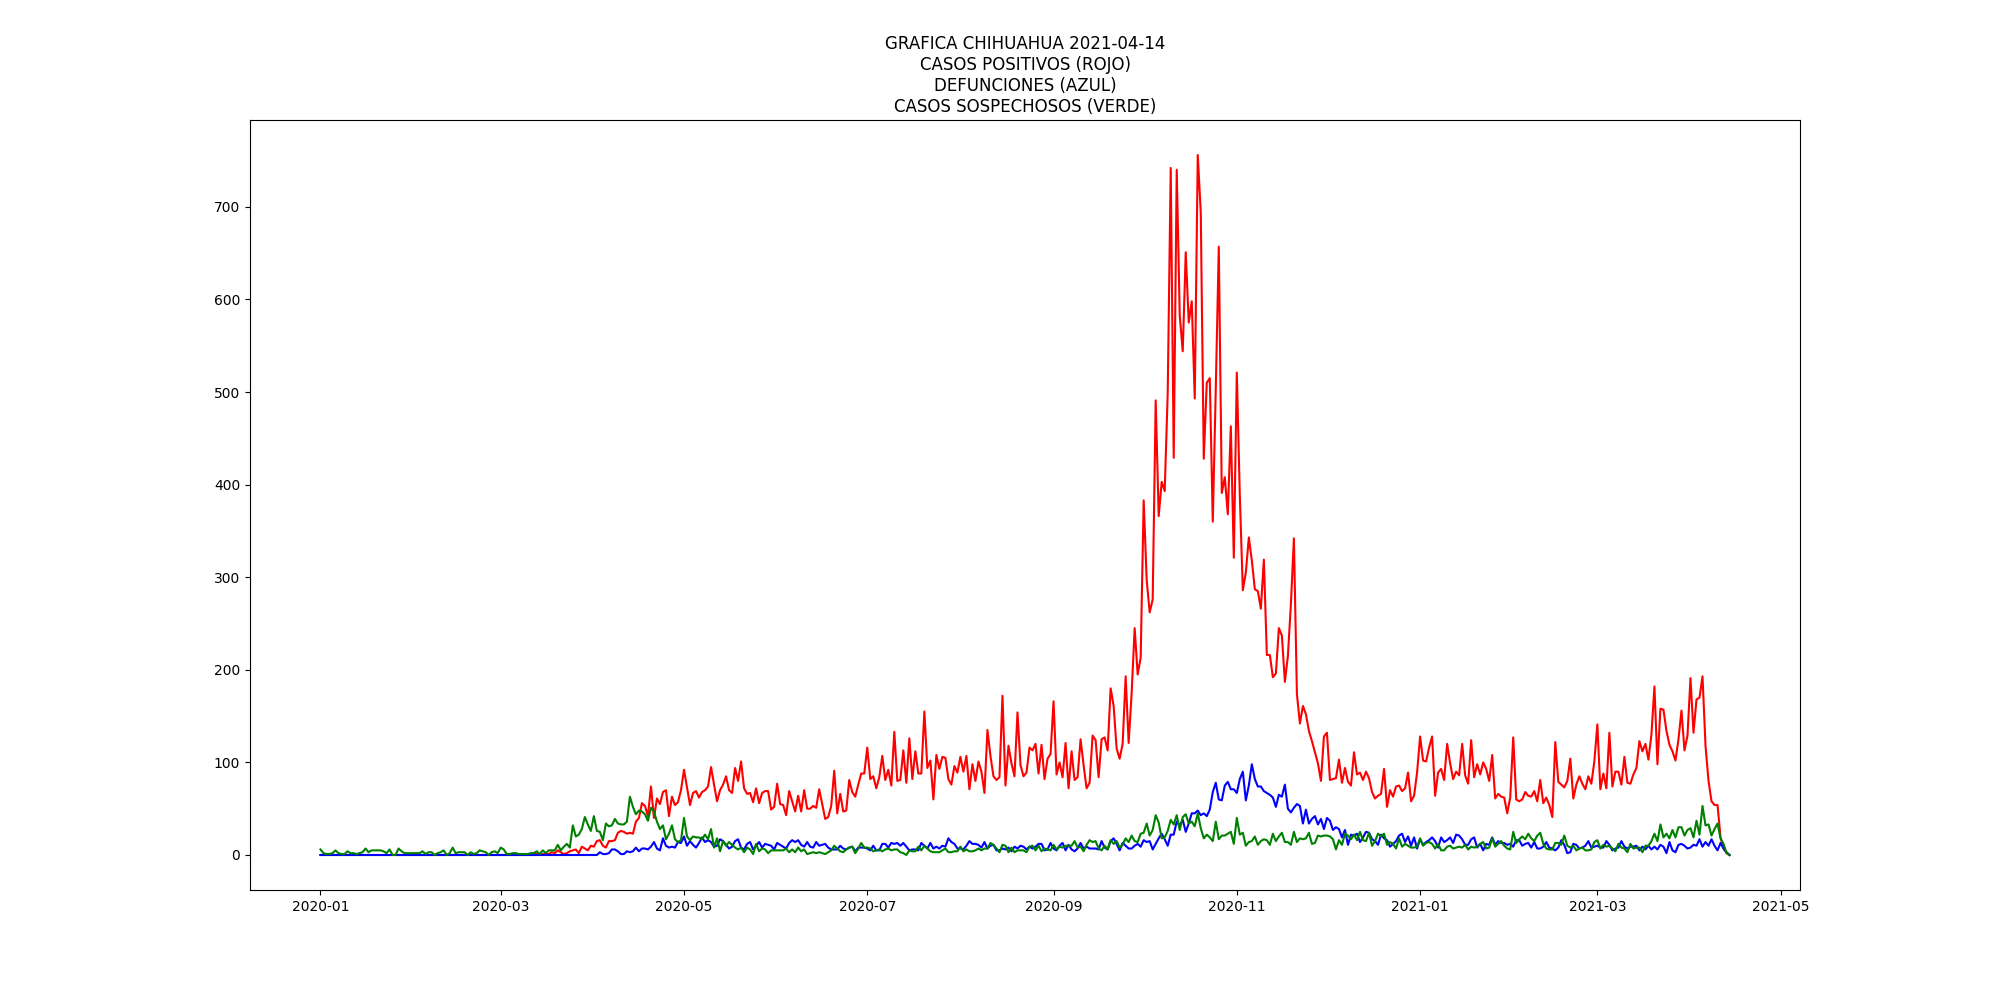 GRAFICA CHIHUAHUA 2021-04-14
CASOS POSITIVOS (ROJO)
DEFUNCIONES (AZUL)
CASOS SOSPECHOSOS (VERDE)
700
600
500
400
300
200
100
0
2020-01 2020-03 2020-05 2020-07 2020-09 2020-11 2021-01 2021-03 2021-05